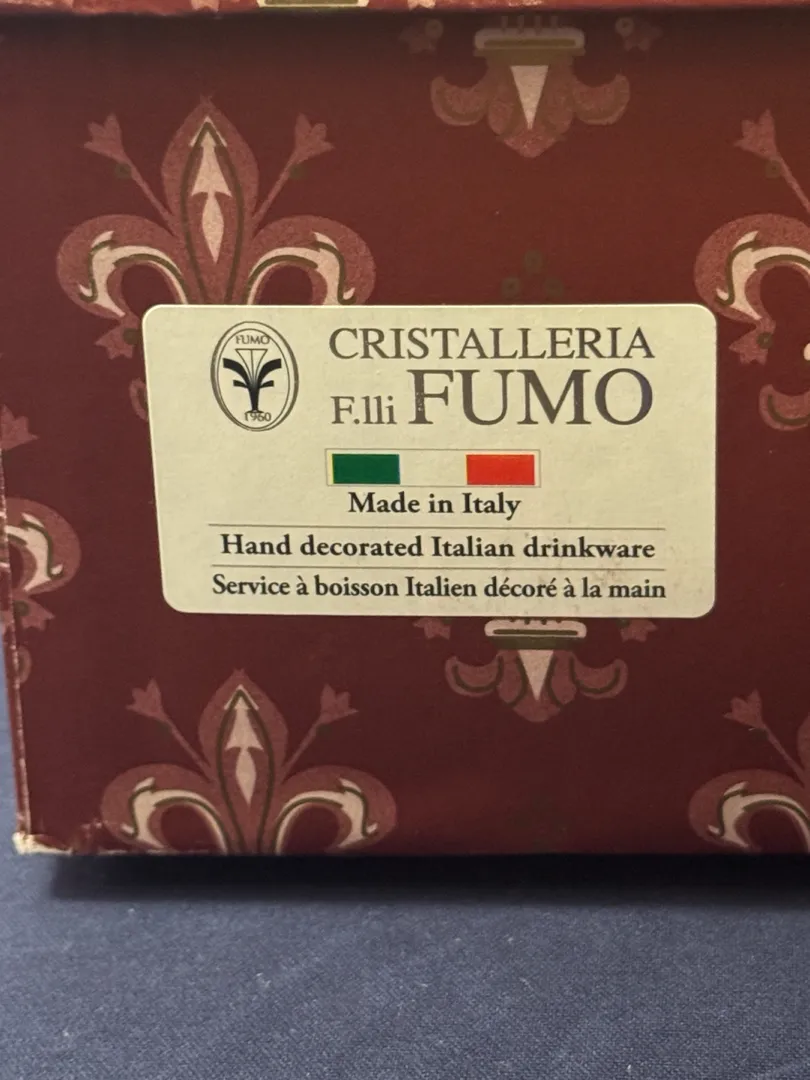 FUMO
1960
CRISTALLERIA
F.lli FUMO
Made in Italy
Hand decorated Italian drinkware
Service à boisson Italien décoré à la main